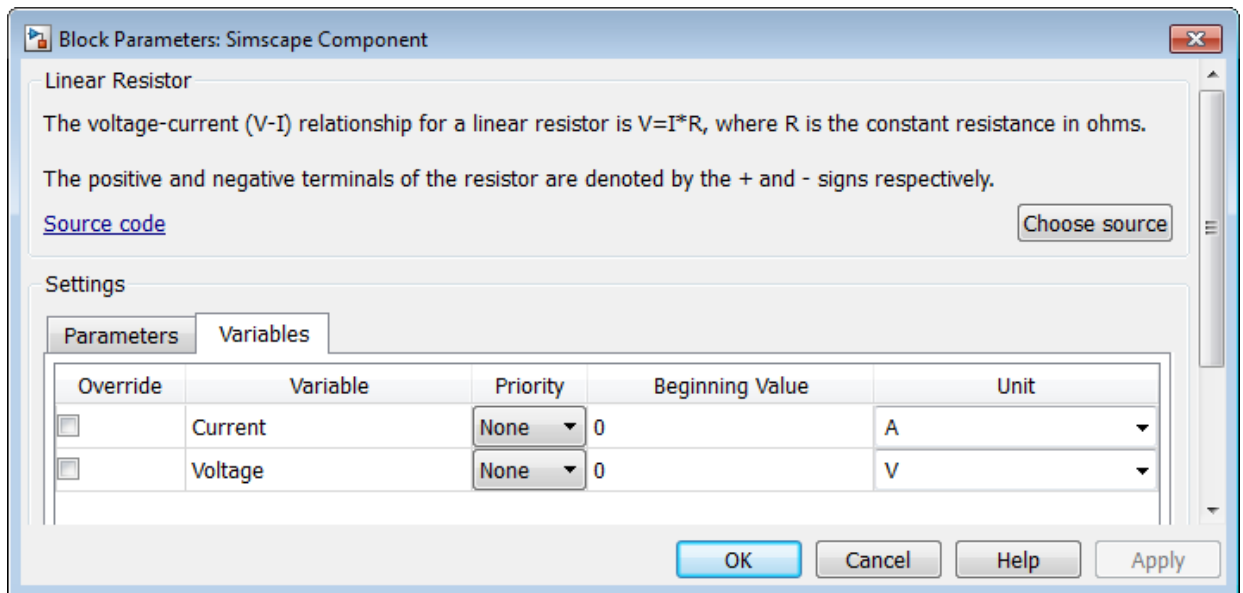 Block Parameters: Simscape Component
Linear Resistor
The voltage-current (V-I) relationship for a linear resistor is V=I*R, where R is the constant resistance in ohms.
The positive and negative terminals of the resistor are denoted by the + and - signs respectively.
Source code Choose source
Settings
Parameters Variables
Override Variable Priority Beginning Value Unit
Current None 0 A
Voltage None 0 V
OK Cancel Help Apply